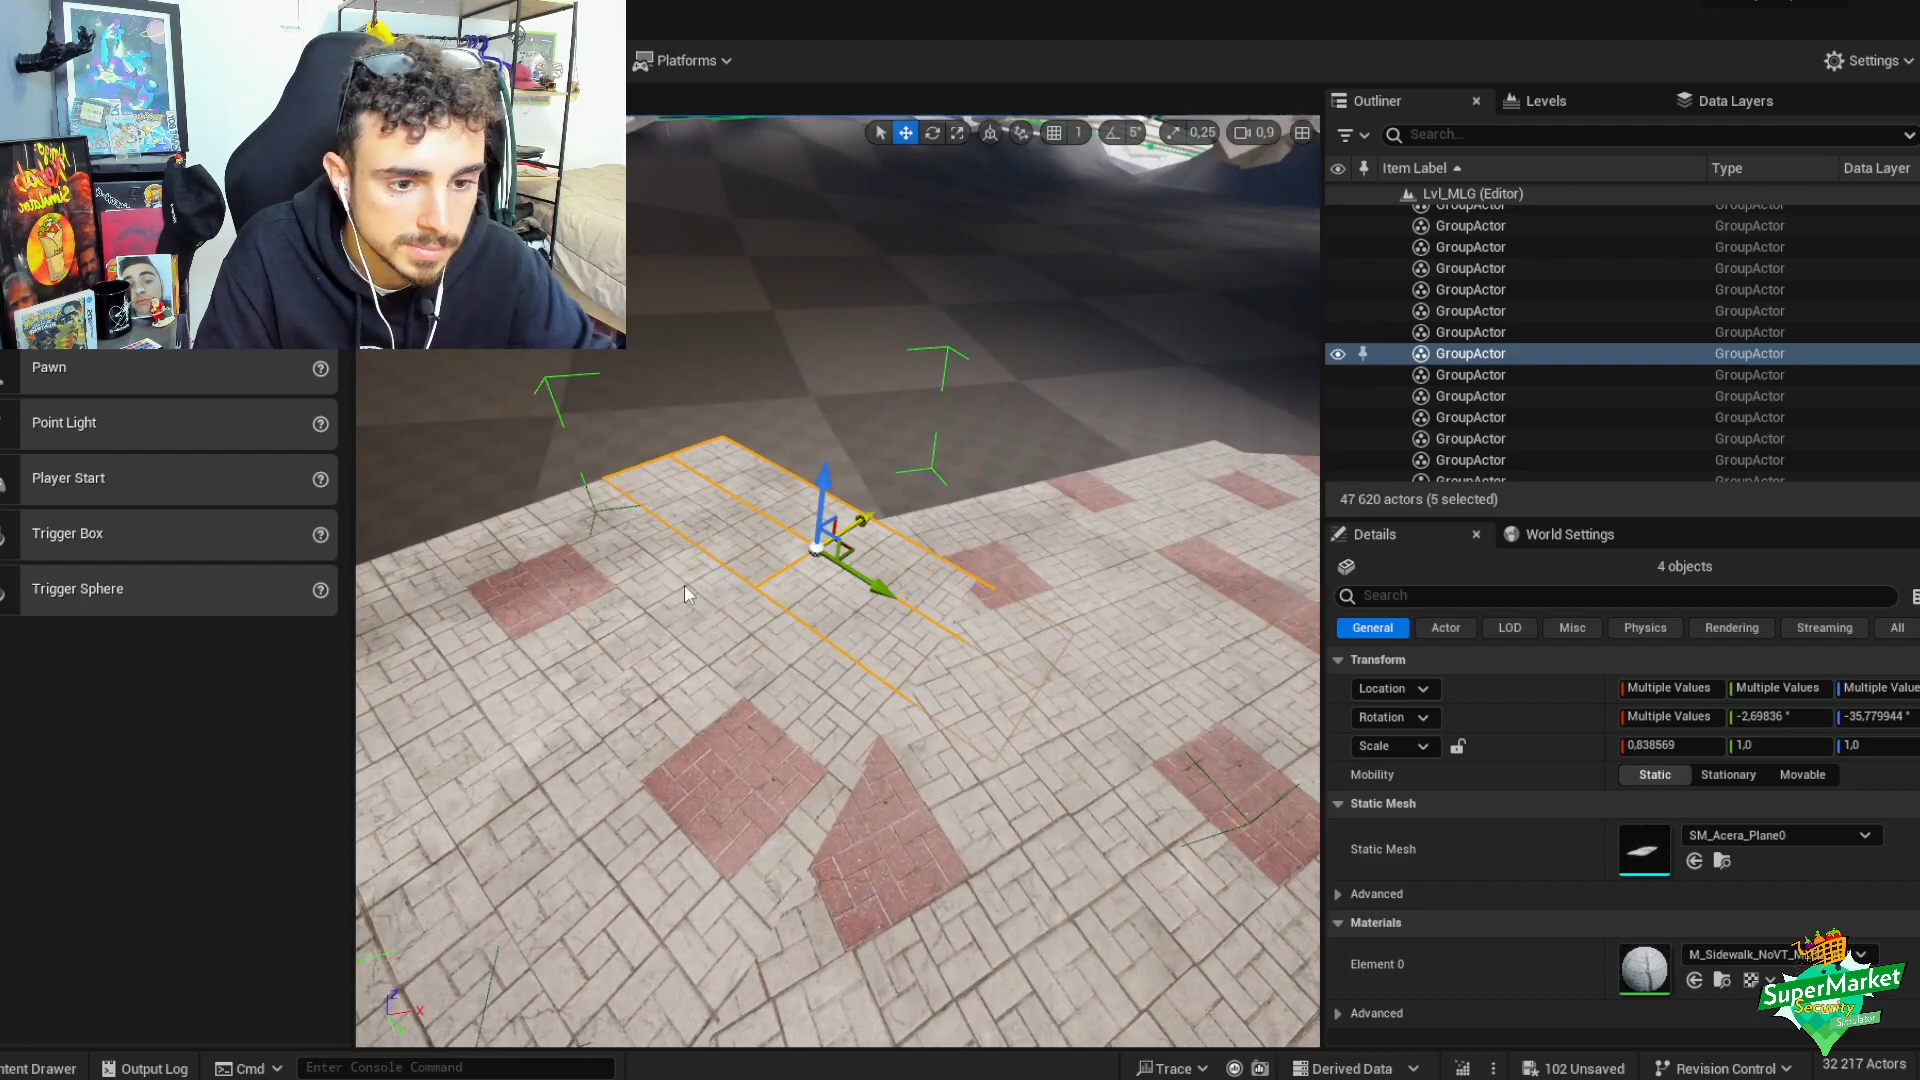 Platforms
Settings
Outliner
Levels
Data Layers
1
5°
0,25
0,9
Search...
Item Label
Type
Data Layer
Lvl_MLG (Editor)
GroupActor GroupActor
GroupActor GroupActor
GroupActor GroupActor
GroupActor GroupActor
GroupActor GroupActor
GroupActor GroupActor
GroupActor GroupActor
GroupActor GroupActor
GroupActor GroupActor
GroupActor GroupActor
GroupActor GroupActor
GroupActor GroupActor
GroupActor
47 620 actors (5 selected)
Pawn
Point Light
Player Start
Trigger Box
Trigger Sphere
Details
World Settings
4 objects
Search
General Actor LOD Misc Physics Rendering Streaming All
Transform
Location Multiple Values Multiple Values Multiple Value
Rotation Multiple Values -2,69836 ° -35,779944 °
Scale 0,838569 1,0 1,0
Mobility Static Stationary Movable
Static Mesh
Static Mesh SM_Acera_Plane0
Advanced
Materials
Element 0 M_Sidewalk_NoVT_M
Advanced
SuperMarket
Security
Simulator
Z
X
Y
ntent Drawer
Output Log
Cmd
Enter Console Command
Trace
Derived Data
102 Unsaved
Revision Control
32 217 Actors